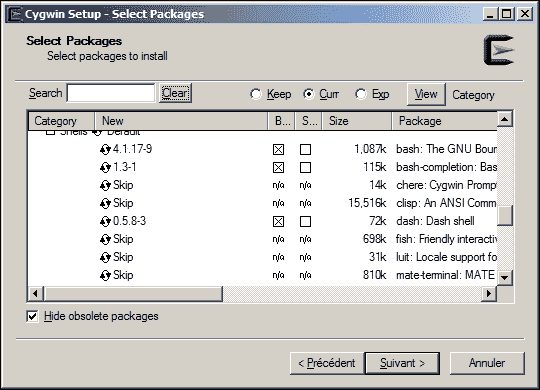 Cygwin Setup - Select Packages
Select Packages
Select packages to install
Search Clear Keep Curr Exp View Category
Category New B... S... Size Package
Shells Default
4.1.17-9 1,087k bash: The GNU Bour
1.3-1 115k bash-completion: Bas
Skip n/a n/a 14k chere: Cygwin Promp
Skip n/a n/a 15,516k clisp: An ANSI Comm
0.5.8-3 72k dash: Dash shell
Skip n/a n/a 698k fish: Friendly interactiv
Skip n/a n/a 31k luit: Locale support fo
Skip n/a n/a 810k mate-terminal: MATE
Hide obsolete packages
< Précédent Suivant > Annuler